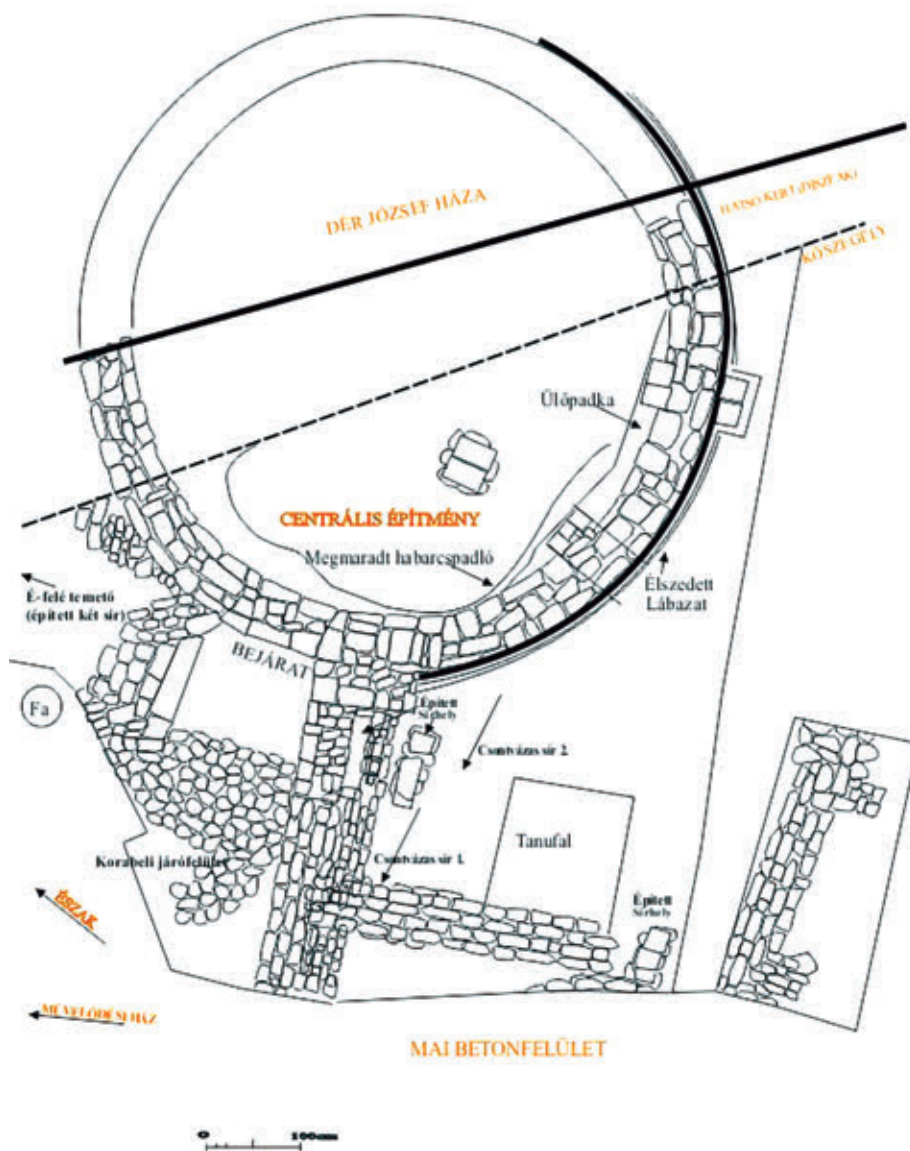 DÉR JÓZSEF HÁZA
HÁTSÓ KERT (DÍSZFÁK)
KŐSZEGÉLY
Ülőpadka
CENTRÁLIS ÉPÍTMÉNY
Megmaradt habarcspadló
Élszedett
Lábazat
É-felé temető
(épített két sír)
BEJÁRAT
Fa
Épített
Sírhely
Csontvázas sír 2.
Tanufal
Korabeli járófelület
Csontvázas sír 1.
Épített
Sírhely
ÉSZAK
MŰVELŐDÉSI HÁZ
MAI BETONFELÜLET
0 100cm